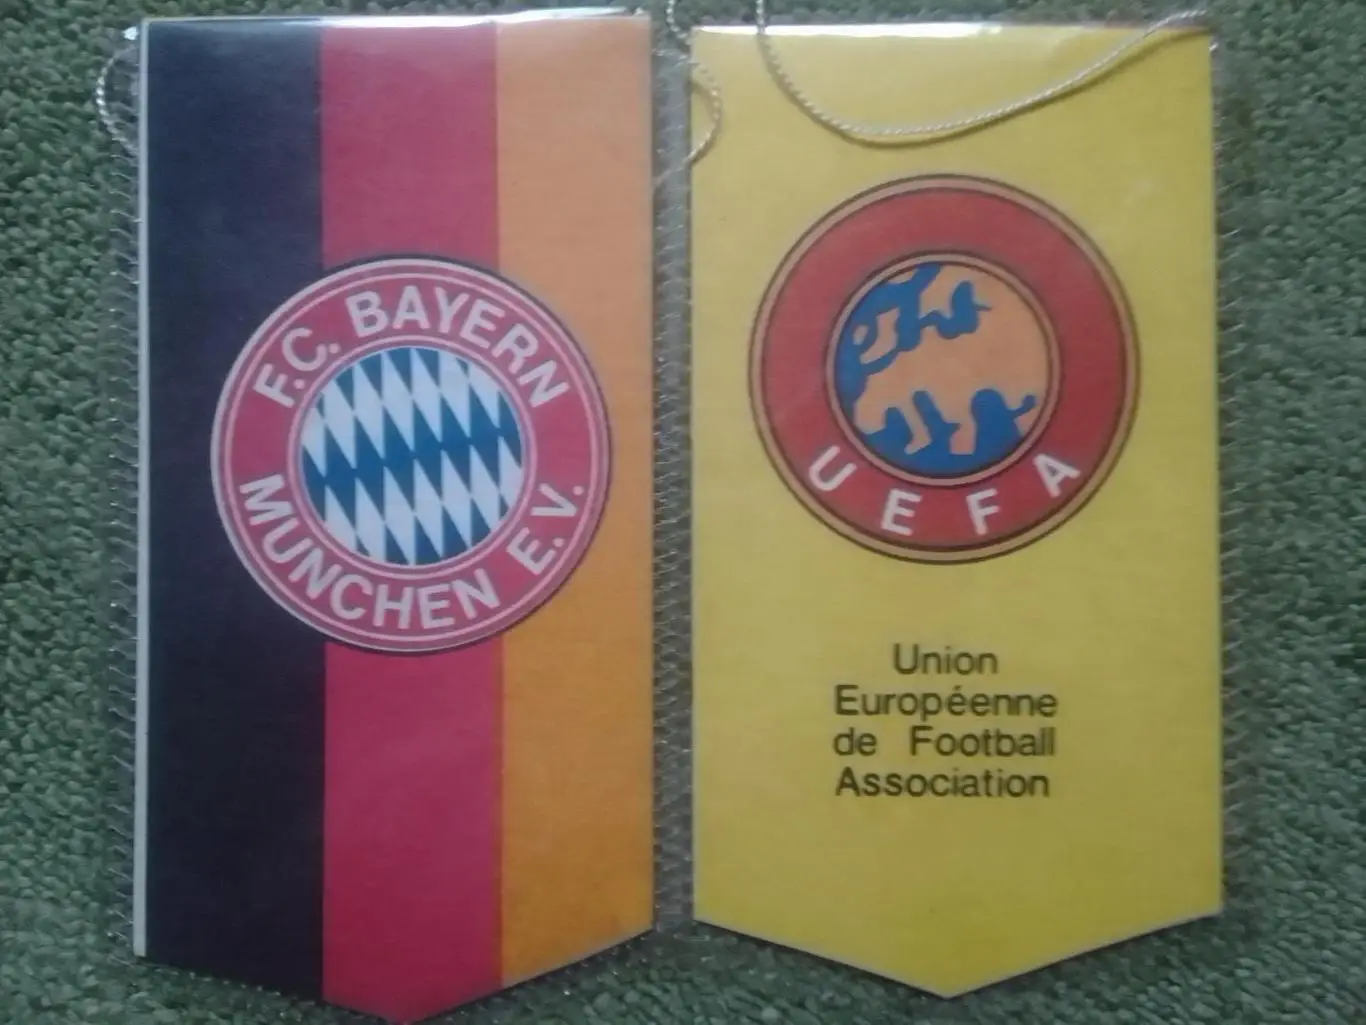 F.C. BAYERN
MUNCHEN E.V.
UEFA
Union
Européenne
de Football
Association